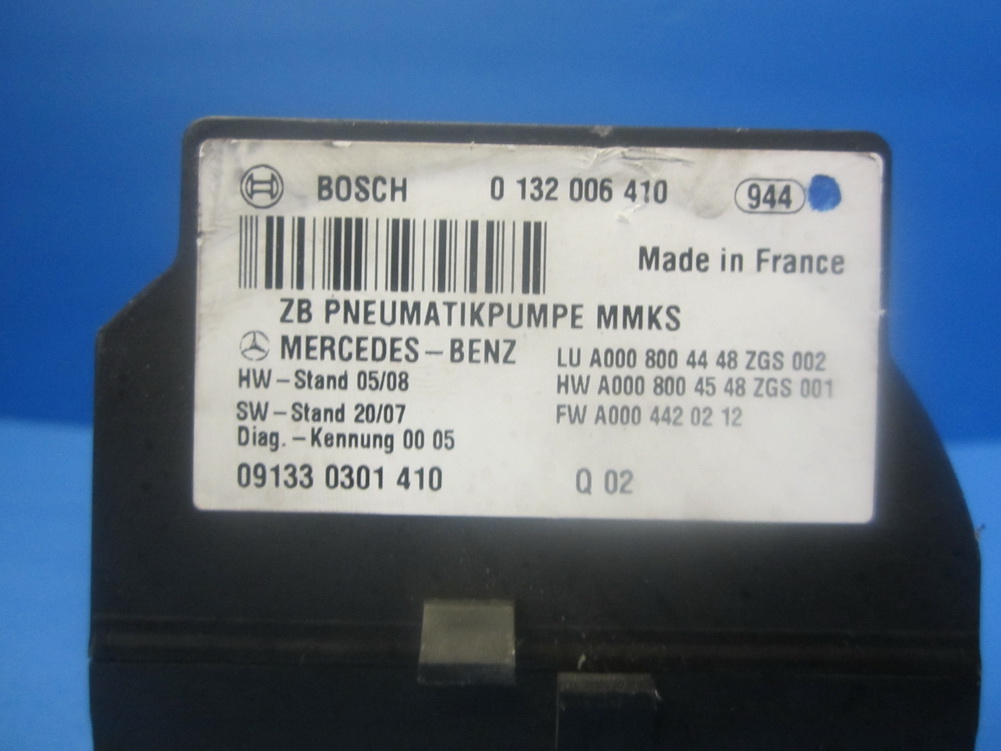 BOSCH 0 132 006 410 944
Made in France
ZB PNEUMATIKPUMPE MMKS
MERCEDES-BENZ
HW-Stand 05/08
SW-Stand 20/07
Diag.-Kennung 00 05
09133 0301 410
LU A000 800 44 48 ZGS 002
HW A000 800 45 48 ZGS 001
FW A000 442 02 12
Q 02